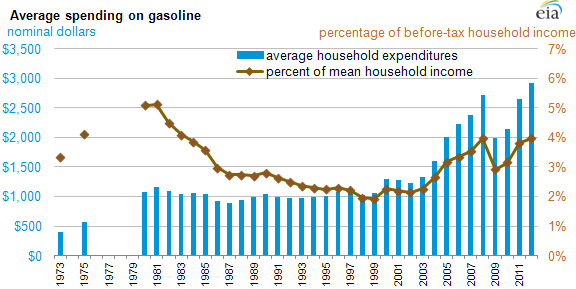 Average spending on gasoline
eia
nominal dollars percentage of before-tax household income
$3,500 7%
average household expenditures
$3,000 6%
percent of mean household income
$2,500 5%
$2,000 4%
$1,500 3%
$1,000 2%
$500 1%
$0 0%
1973 1975 1977 1979 1981 1983 1985 1987 1989 1991 1993 1995 1997 1999 2001 2003 2005 2007 2009 2011